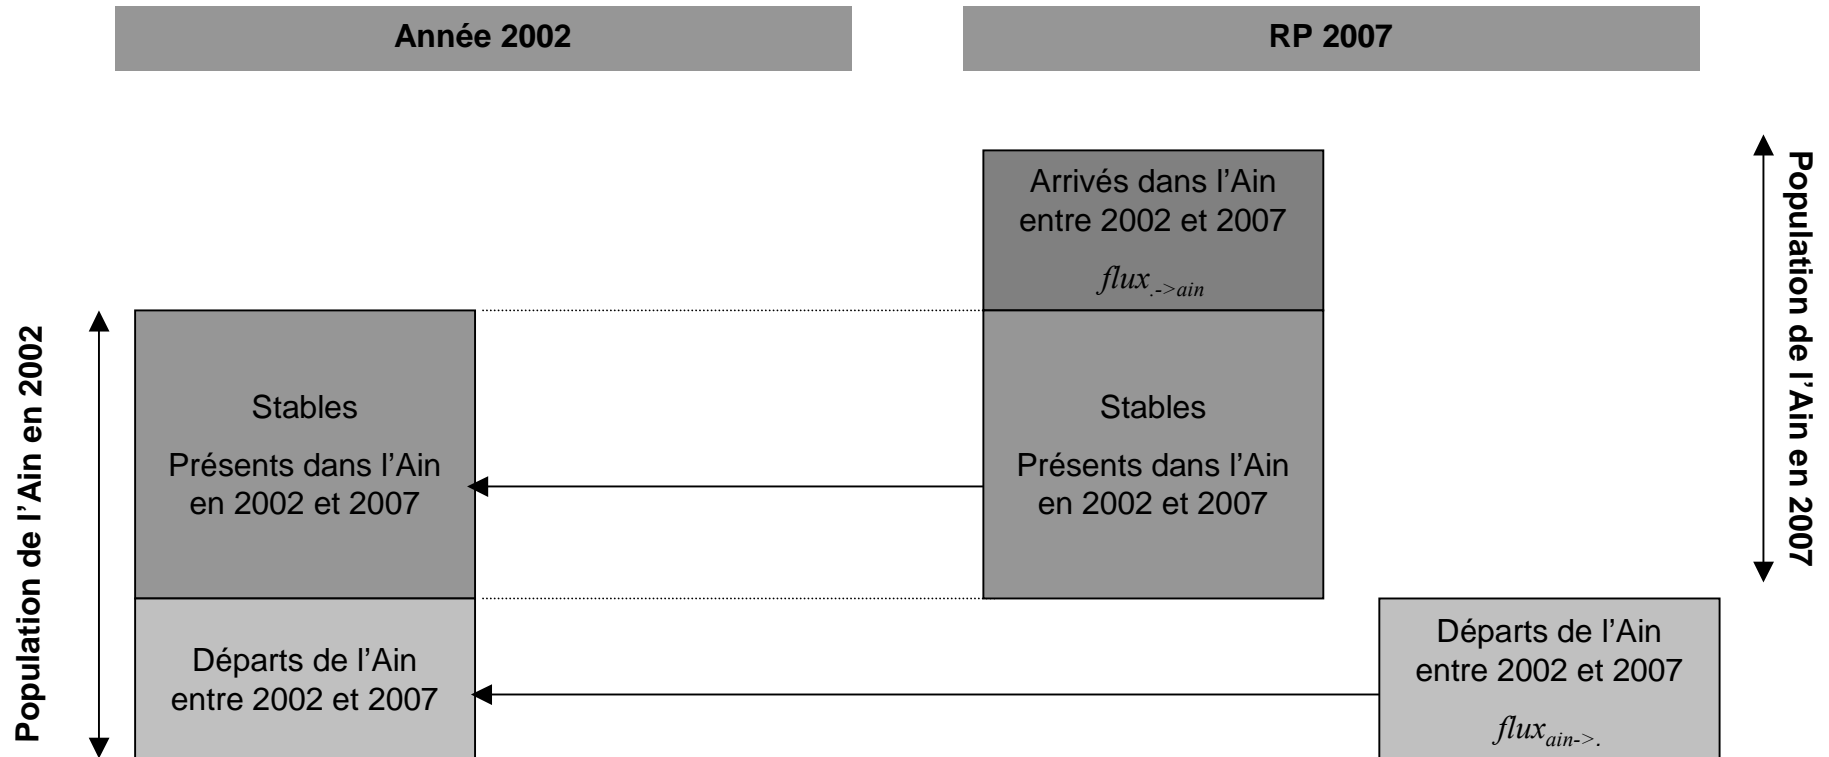 Année 2002
RP 2007
Arrivés dans l'Ain
entre 2002 et 2007
flux.->ain
Population de l'Ain en 2007
Population de l' Ain en 2002
Stables
Présents dans l'Ain
en 2002 et 2007
Stables
Présents dans l'Ain
en 2002 et 2007
Départs de l'Ain
entre 2002 et 2007
Départs de l'Ain
entre 2002 et 2007
fluxain->.